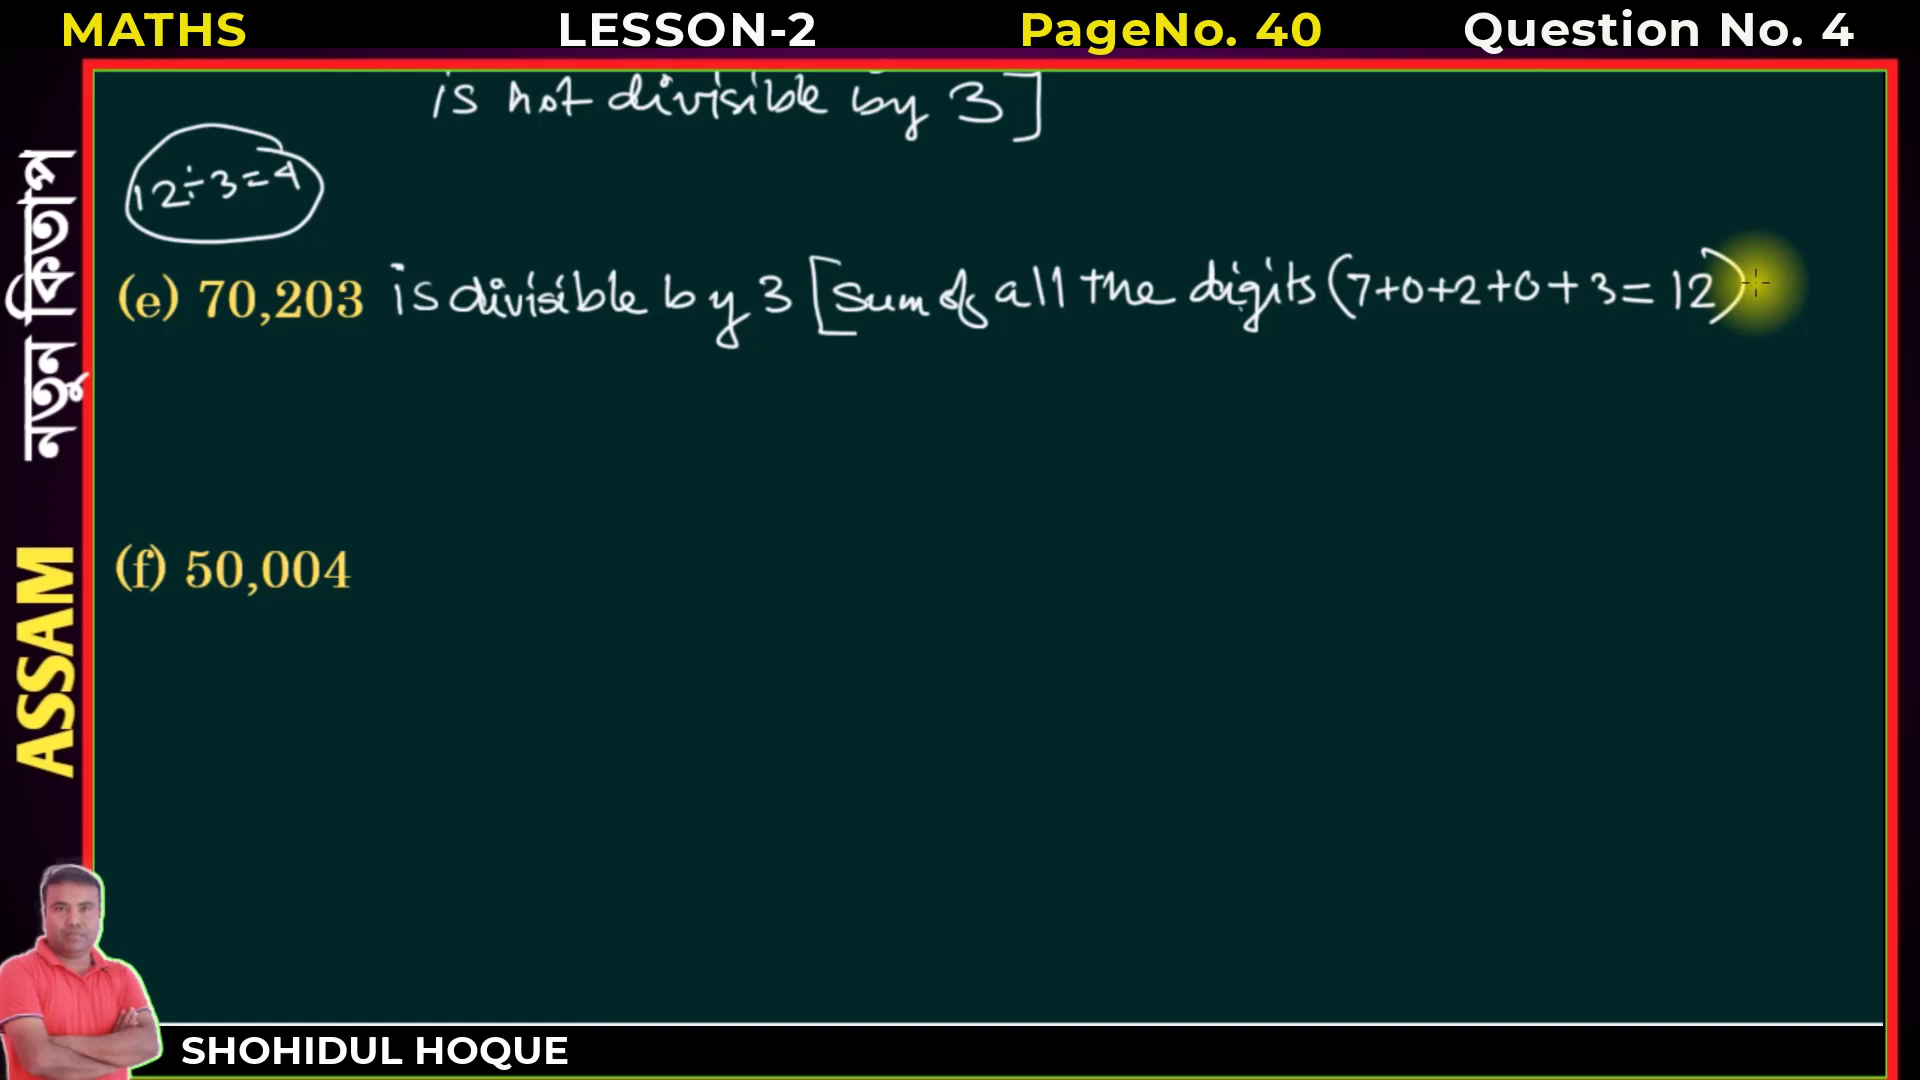 MATHS LESSON-2 PageNo. 40 Question No. 4
is not divisible by 3]
12÷3=4
(e) 70,203 is divisible by 3 [sum of all the digits (7+0+2+0+3=12)
(f) 50,004
নতুন কিতাপ
ASSAM
SHOHIDUL HOQUE